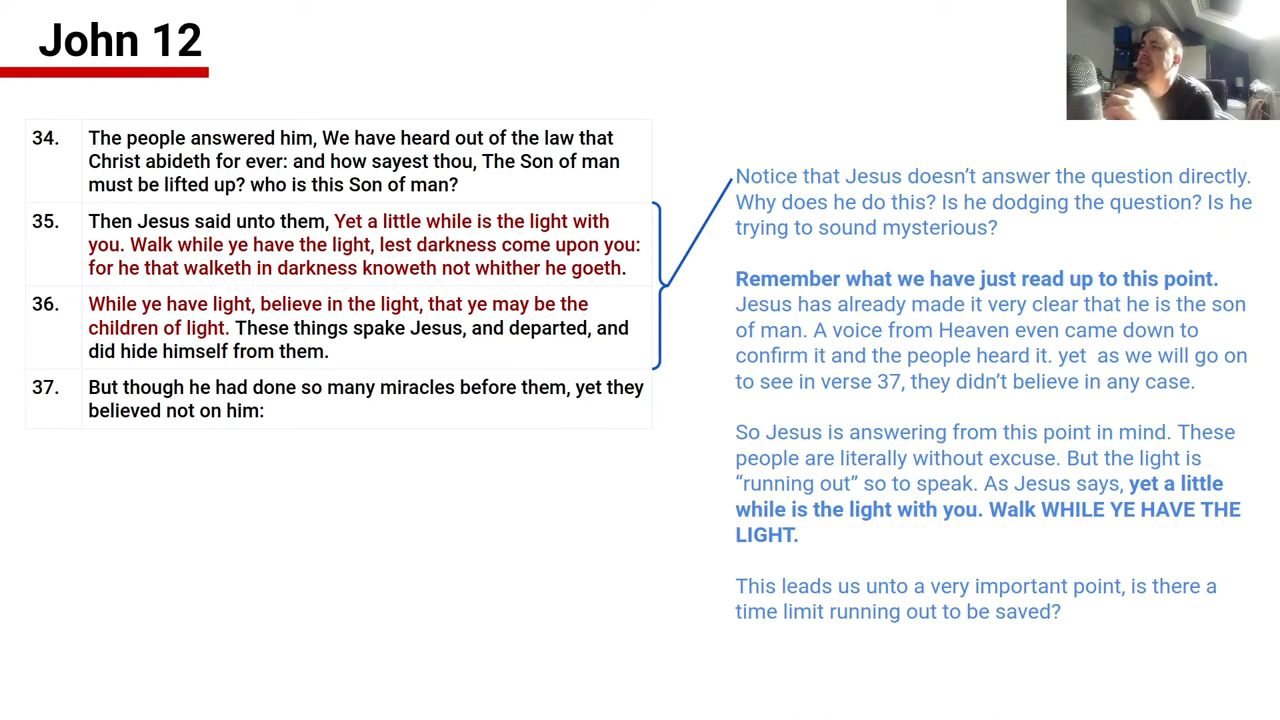 John 12
34. The people answered him, We have heard out of the law that
Christ abideth for ever: and how sayest thou, The Son of man
must be lifted up? who is this Son of man?
35. Then Jesus said unto them, Yet a little while is the light with
you. Walk while ye have the light, lest darkness come upon you:
for he that walketh in darkness knoweth not whither he goeth.
36. While ye have light, believe in the light, that ye may be the
children of light. These things spake Jesus, and departed, and
did hide himself from them.
37. But though he had done so many miracles before them, yet they
believed not on him:
Notice that Jesus doesn’t answer the question directly.
Why does he do this? Is he dodging the question? Is he
trying to sound mysterious?
Remember what we have just read up to this point.
Jesus has already made it very clear that he is the son
of man. A voice from Heaven even came down to
confirm it and the people heard it. yet  as we will go on
to see in verse 37, they didn’t believe in any case.
So Jesus is answering from this point in mind. These
people are literally without excuse. But the light is
“running out” so to speak. As Jesus says, yet a little
while is the light with you. Walk WHILE YE HAVE THE
LIGHT.
This leads us unto a very important point, is there a
time limit running out to be saved?